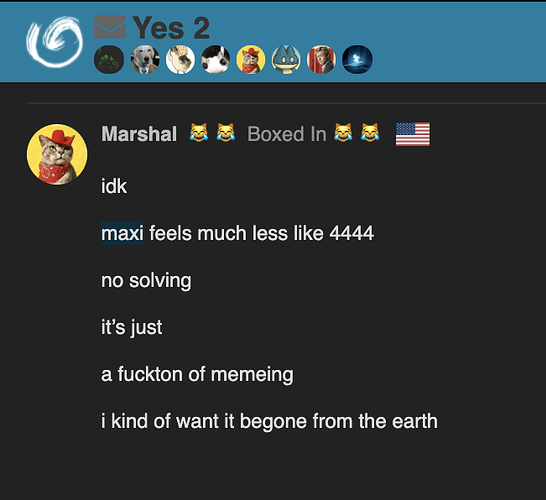 Yes 2
Marshal 😹 😹 Boxed In 😹 😹
idk
maxi feels much less like 4444
no solving
it’s just
a fuckton of memeing
i kind of want it begone from the earth